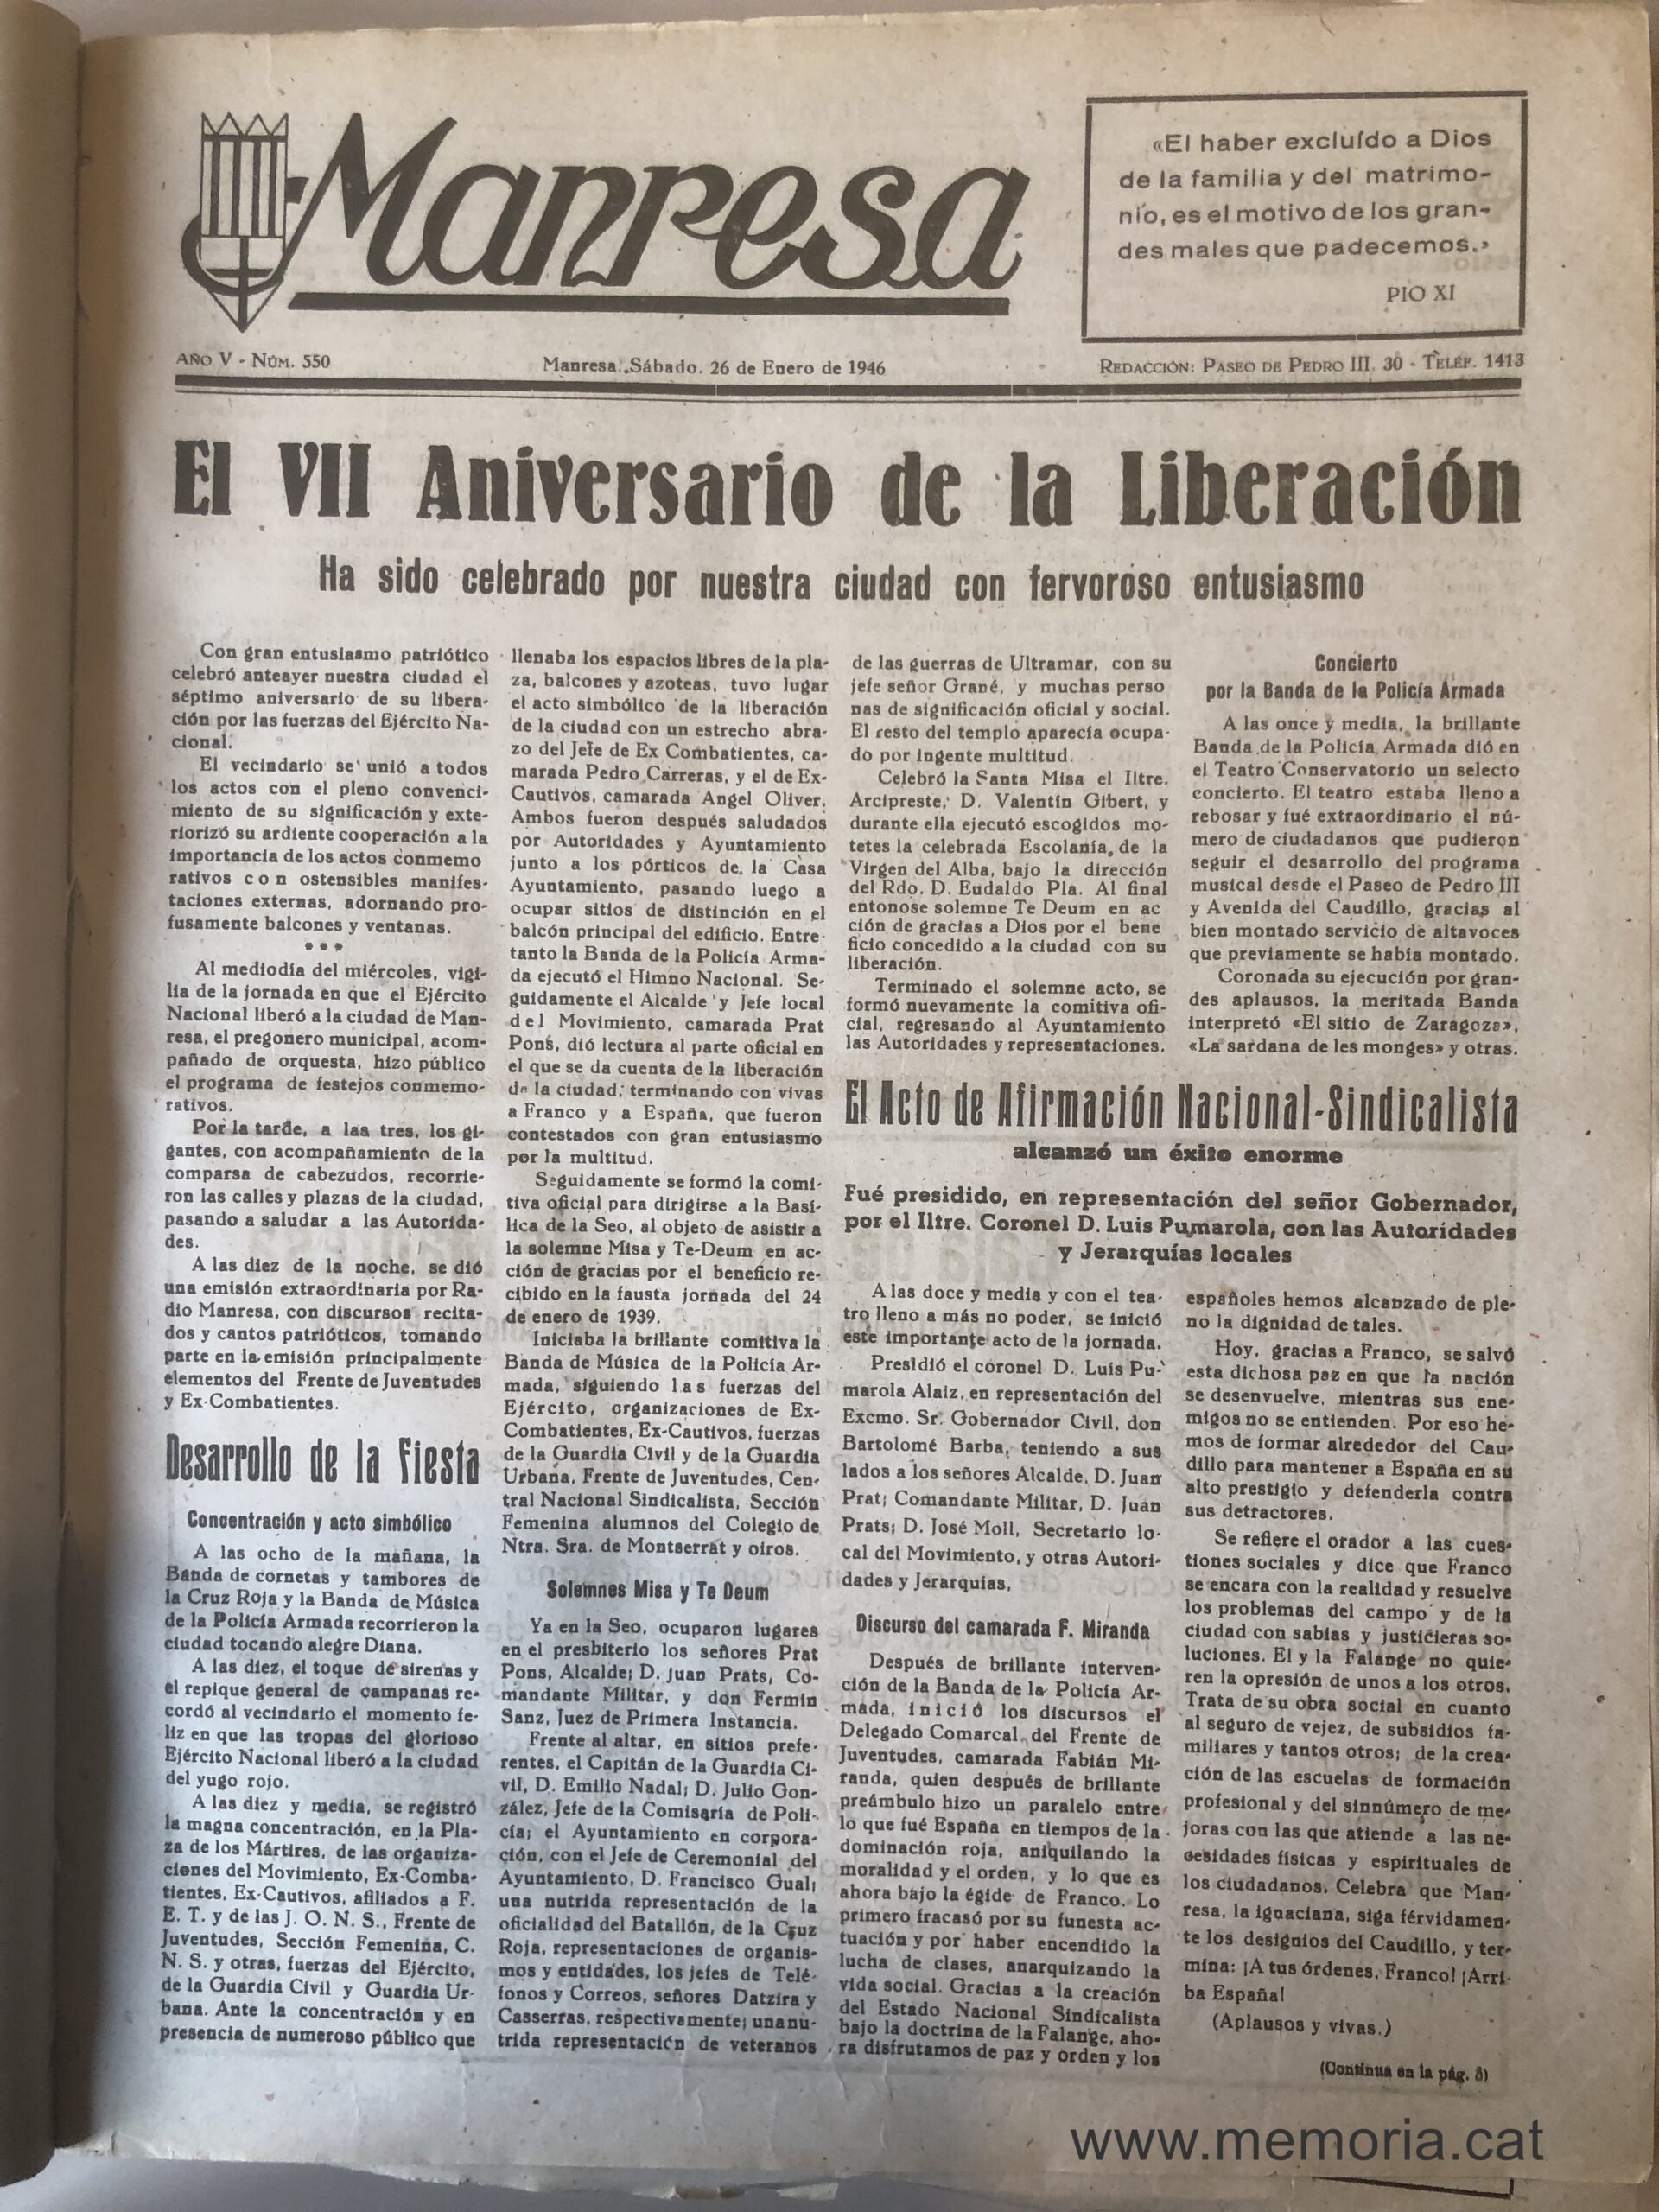 Manresa
«El haber excluído a Dios
de la familia y del matrimo-
nio, es el motivo de los gran-
des males que padecemos.›
PIO XI
AÑO V - NÚM. 550
Manresa. Sábado. 26 de Enero de 1946
REDACCIÓN: PASEO DE PEDRO III, 30 - TELÉF. 1413
El VII Aniversario de la Liberación
Ha sido celebrado por nuestra ciudad con fervoroso entusiasmo
Con gran entusiasmo patriótico
celebró anteayer nuestra ciudad el
séptimo aniversario de su libera-
ción por las fuerzas del Ejército Na-
cional.
El vecindario se unió a todos
los actos con el pleno convenci-
miento de su significación y exte-
riorizó su ardiente cooperación a la
importancia de los actos conmemo
rativos con ostensibles manifes-
taciones externas, adornando pro-
fusamente balcones y ventanas.
***
Al mediodía del miércoles, vigi-
lia de la jornada en que el Ejército
Nacional liberó a la ciudad de Man-
resa, el pregonero municipal, acom-
pañado de orquesta, hizo público
el programa de festejos conmemo-
rativos.
Por la tarde, a las tres, los gi-
gantes, con acompañamiento de la
comparsa de cabezudos, recorrie-
ron las calles y plazas de la ciudad,
pasando a saludar a las Autorida-
des.
A las diez de la noche, se dió
una emisión extraordinaria por Ra-
dio Manresa, con discursos recita-
dos y cantos patrióticos, tomando
parte en la emisión principalmente
elementos del Frente de Juventudes
y Ex-Combatientes.
Desarrollo de la Fiesta
Concentración y acto simbólico
A las ocho de la mañana, la
Banda de cornetas y tambores de
la Cruz Roja y la Banda de Música
de la Policía Armada recorrieron la
ciudad tocando alegre Diana.
A las diez, el toque de sirenas y
el repique general de campanas re-
cordó al vecindario el momento fe-
liz en que las tropas del glorioso
Ejército Nacional liberó a la ciudad
del yugo rojo.
A las diez y media, se registró
la magna concentración, en la Pla-
za de los Mártires, de las organiza-
ciones del Movimiento, Ex-Comba-
tientes, Ex-Cautivos, afiliados a F.
E. T. y de las J. O. N. S., Frente de
Juventudes, Sección Femenina, C.
N. S. y otras, fuerzas del Ejército,
de la Guardia Civil y Guardia Ur-
bana. Ante la concentración y en
presencia de numeroso público que
llenaba los espacios libres de la pla-
za, balcones y azoteas, tuvo lugar
el acto simbólico de la liberación
de la ciudad con un estrecho abra-
zo del Jefe de Ex Combatientes, ca-
marada Pedro Carreras, y el de Ex-
Cautivos, camarada Angel Oliver.
Ambos fueron después saludados
por Autoridades y Ayuntamiento
junto a los pórticos de la Casa
Ayuntamiento, pasando luego a
ocupar sitios de distinción en el
balcón principal del edificio. Entre-
tanto la Banda de la Policía Arma-
da ejecutó el Himno Nacional. Se-
guidamente el Alcalde y Jefe local
del Movimiento, camarada Prat
Pons, dió lectura al parte oficial en
el que se da cuenta de la liberación
de la ciudad, terminando con vivas
a Franco y a España, que fueron
contestados con gran entusiasmo
por la multitud.
Seguidamente se formó la comi-
tiva oficial para dirigirse a la Basí-
lica de la Seo, al objeto de asistir a
la solemne Misa y Te-Deum en ac-
ción de gracias por el beneficio re-
cibido en la fausta jornada del 24
de enero de 1939.
Iniciaba la brillante comitiva la
Banda de Música de la Policía Ar-
mada, siguiendo las fuerzas del
Ejército, organizaciones de Ex-
Combatientes, Ex-Cautivos, fuerzas
de la Guardia Civil y de la Guardia
Urbana, Frente de Juventudes, Cen-
tral Nacional Sindicalista, Sección
Femenina alumnos del Colegio de
Ntra. Sra. de Montserrat y otros.
Solemnes Misa y Te Deum
Ya en la Seo, ocuparon lugares
en el presbiterio los señores Prat
Pons, Alcalde; D. Juan Prats, Co-
mandante Militar, y don Fermín
Sanz, Juez de Primera Instancia.
Frente al altar, en sitios prefe-
rentes, el Capitán de la Guardia Ci-
vil, D. Emilio Nadal; D. Julio Gon-
zález, Jefe de la Comisaría de Poli-
cía; el Ayuntamiento en corpora-
ción, con el Jefe de Ceremonial del
Ayuntamiento, D. Francisco Gual;
una nutrida representación de la
oficialidad del Batallón, de la Cruz
Roja, representaciones de organis-
mos y entidades, los jefes de Telé-
fonos y Correos, señores Datzira y
Casserras, respectivamente; una nu-
trida representación de veteranos
de las guerras de Ultramar, con su
jefe señor Grané, y muchas perso
nas de significación oficial y social.
El resto del templo aparecía ocupa-
do por ingente multitud.
Celebró la Santa Misa el Iltre.
Arcipreste, D. Valentín Gibert, y
durante ella ejecutó escogidos mo-
tetes la celebrada Escolanía de la
Virgen del Alba, bajo la dirección
del Rdo. D. Eudaldo Pla. Al final
entonose solemne Te Deum en ac
ción de gracias a Dios por el bene
ficio concedido a la ciudad con su
liberación.
Terminado el solemne acto, se
formó nuevamente la comitiva ofi-
cial, regresando al Ayuntamiento
las Autoridades y representaciones.
Concierto
por la Banda de la Policía Armada
A las once y media, la brillante
Banda de la Policía Armada dió en
el Teatro Conservatorio un selecto
concierto. El teatro estaba lleno a
rebosar y fué extraordinario el nú-
mero de ciudadanos que pudieron
seguir el desarrollo del programa
musical desde el Paseo de Pedro III
y Avenida del Caudillo, gracias al
bien montado servicio de altavoces
que previamente se había montado.
Coronada su ejecución por gran-
des aplausos, la meritada Banda
interpretó «El sitio de Zaragoza»,
«La sardana de les monges» y otras.
El Acto de Afirmación Nacional-Sindicalista
alcanzó un éxito enorme
Fué presidido, en representación del señor Gobernador,
por el Iltre. Coronel D. Luis Pumarola, con las Autoridades
y Jerarquías locales
A las doce y media y con el tea-
tro lleno a más no poder, se inició
este importante acto de la jornada.
Presidió el coronel D. Luis Pu-
marola Alaiz, en representación del
Excmo. Sr. Gobernador Civil, don
Bartolomé Barba, teniendo a sus
lados a los señores Alcalde, D. Juan
Prat; Comandante Militar, D. Juan
Prats; D. José Moll, Secretario lo-
cal del Movimiento, y otras Autori-
dades y Jerarquías,
Discurso del camarada F. Miranda
Después de brillante interven-
ción de la Banda de la Policía Ar-
mada, inició los discursos el
Delegado Comarcal del Frente de
Juventudes, camarada Fabián Mi-
randa, quien después de brillante
preámbulo hizo un paralelo entre
lo que fué España en tiempos de la
dominación roja, aniquilando la
moralidad y el orden, y lo que es
ahora bajo la égide de Franco. Lo
primero fracasó por su funesta ac-
tuación y por haber encendido la
lucha de clases, anarquizando la
vida social. Gracias a la creación
del Estado Nacional Sindicalista
bajo la doctrina de la Falange, aho-
ra disfrutamos de paz y orden y los
españoles hemos alcanzado de ple-
no la dignidad de tales.
Hoy, gracias a Franco, se salvó
esta dichosa paz en que la nación
se desenvuelve, mientras sus ene-
migos no se entienden. Por eso he-
mos de formar alrededor del Cau-
dillo para mantener a España en su
alto prestigio y defenderla contra
sus detractores.
Se refiere el orador a las cues-
tiones sociales y dice que Franco
se encara con la realidad y resuelve
los problemas del campo y de la
ciudad con sabias y justicieras so-
luciones. El y la Falange no quie-
ren la opresión de unos a los otros.
Trata de su obra social en cuanto
al seguro de vejez, de subsidios fa-
miliares y tantos otros; de la crea-
ción de las escuelas de formación
profesional y del sinnúmero de me-
joras con las que atiende a las ne-
cesidades físicas y espirituales de
los ciudadanos. Celebra que Man-
resa, la ignaciana, siga férvidamen-
te los designios del Caudillo, y ter-
mina: ¡A tus órdenes, Franco! ¡Arri-
ba España!
(Aplausos y vivas.)
(Continua en la pág. 3)
www.memoria.cat